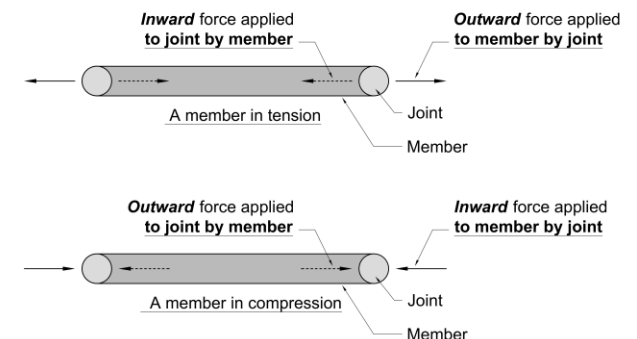 Inward force applied
to joint by member
Outward force applied
to member by joint
A member in tension
Joint
Member
Outward force applied
to joint by member
Inward force applied
to member by joint
A member in compression
Joint
Member